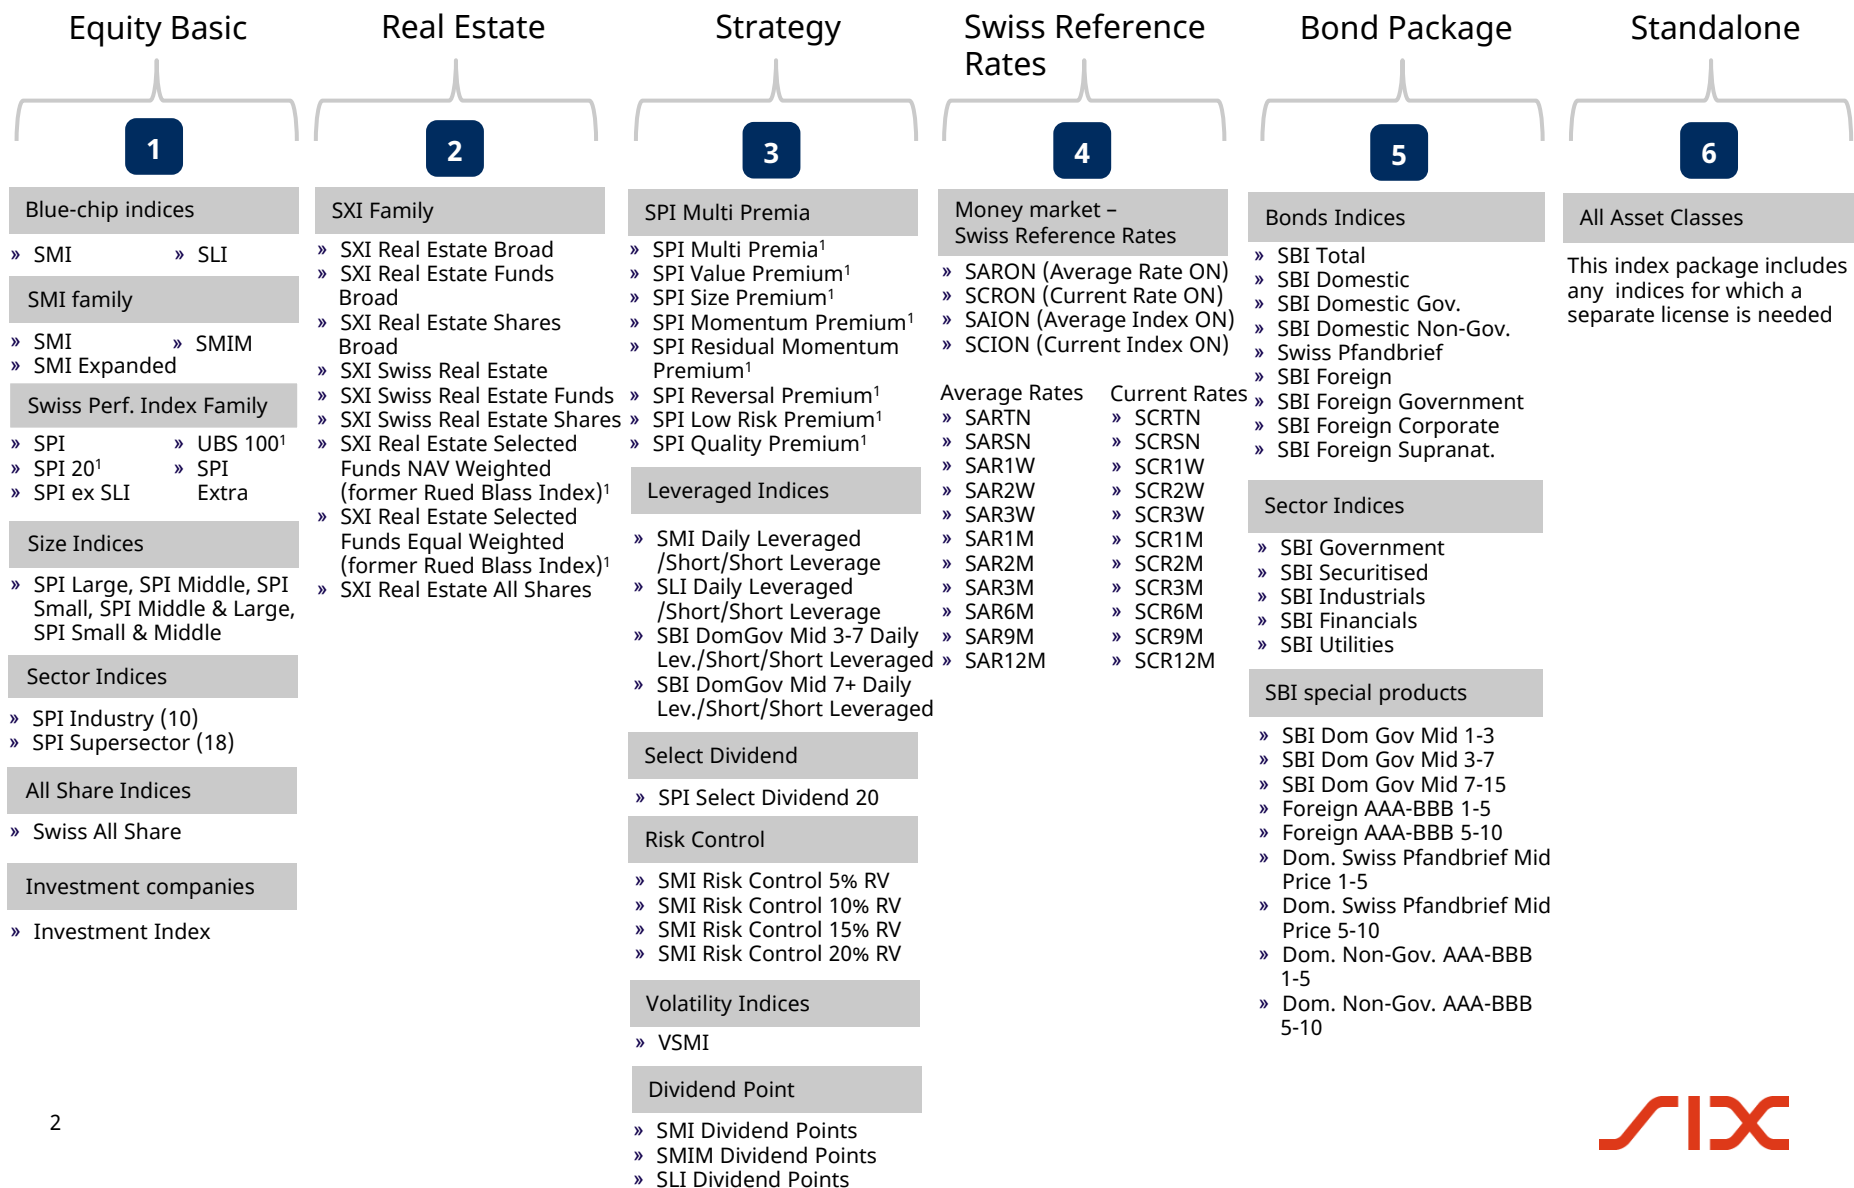 Equity Basic
1
Blue-chip indices
» SMI » SLI
SMI family
» SMI » SMIM
» SMI Expanded
Swiss Perf. Index Family
» SPI » UBS 100¹
» SPI 20¹ » SPI
» SPI ex SLI Extra
Size Indices
» SPI Large, SPI Middle, SPI
Small, SPI Middle & Large,
SPI Small & Middle
Sector Indices
» SPI Industry (10)
» SPI Supersector (18)
All Share Indices
» Swiss All Share
Investment companies
» Investment Index
Real Estate
2
SXI Family
» SXI Real Estate Broad
» SXI Real Estate Funds
Broad
» SXI Real Estate Shares
Broad
» SXI Swiss Real Estate
» SXI Swiss Real Estate Funds
» SXI Swiss Real Estate Shares
» SXI Real Estate Selected
Funds NAV Weighted
(former Rued Blass Index)¹
» SXI Real Estate Selected
Funds Equal Weighted
(former Rued Blass Index)¹
» SXI Real Estate All Shares
Strategy
3
SPI Multi Premia
» SPI Multi Premia¹
» SPI Value Premium¹
» SPI Size Premium¹
» SPI Momentum Premium¹
» SPI Residual Momentum
Premium¹
» SPI Reversal Premium¹
» SPI Low Risk Premium¹
» SPI Quality Premium¹
Leveraged Indices
» SMI Daily Leveraged
/Short/Short Leverage
» SLI Daily Leveraged
/Short/Short Leverage
» SBI DomGov Mid 3-7 Daily
Lev./Short/Short Leveraged
» SBI DomGov Mid 7+ Daily
Lev./Short/Short Leveraged
Select Dividend
» SPI Select Dividend 20
Risk Control
» SMI Risk Control 5% RV
» SMI Risk Control 10% RV
» SMI Risk Control 15% RV
» SMI Risk Control 20% RV
Volatility Indices
» VSMI
Dividend Point
» SMI Dividend Points
» SMIM Dividend Points
» SLI Dividend Points
Swiss Reference
Rates
4
Money market –
Swiss Reference Rates
» SARON (Average Rate ON)
» SCRON (Current Rate ON)
» SAION (Average Index ON)
» SCION (Current Index ON)
Average Rates Current Rates
» SARTN » SCRTN
» SARSN » SCRSN
» SAR1W » SCR1W
» SAR2W » SCR2W
» SAR3W » SCR3W
» SAR1M » SCR1M
» SAR2M » SCR2M
» SAR3M » SCR3M
» SAR6M » SCR6M
» SAR9M » SCR9M
» SAR12M » SCR12M
Bond Package
5
Bonds Indices
» SBI Total
» SBI Domestic
» SBI Domestic Gov.
» SBI Domestic Non-Gov.
» Swiss Pfandbrief
» SBI Foreign
» SBI Foreign Government
» SBI Foreign Corporate
» SBI Foreign Supranat.
Sector Indices
» SBI Government
» SBI Securitised
» SBI Industrials
» SBI Financials
» SBI Utilities
SBI special products
» SBI Dom Gov Mid 1-3
» SBI Dom Gov Mid 3-7
» SBI Dom Gov Mid 7-15
» Foreign AAA-BBB 1-5
» Foreign AAA-BBB 5-10
» Dom. Swiss Pfandbrief Mid
Price 1-5
» Dom. Swiss Pfandbrief Mid
Price 5-10
» Dom. Non-Gov. AAA-BBB
1-5
» Dom. Non-Gov. AAA-BBB
5-10
Standalone
6
All Asset Classes
This index package includes
any indices for which a
separate license is needed
2
SIX